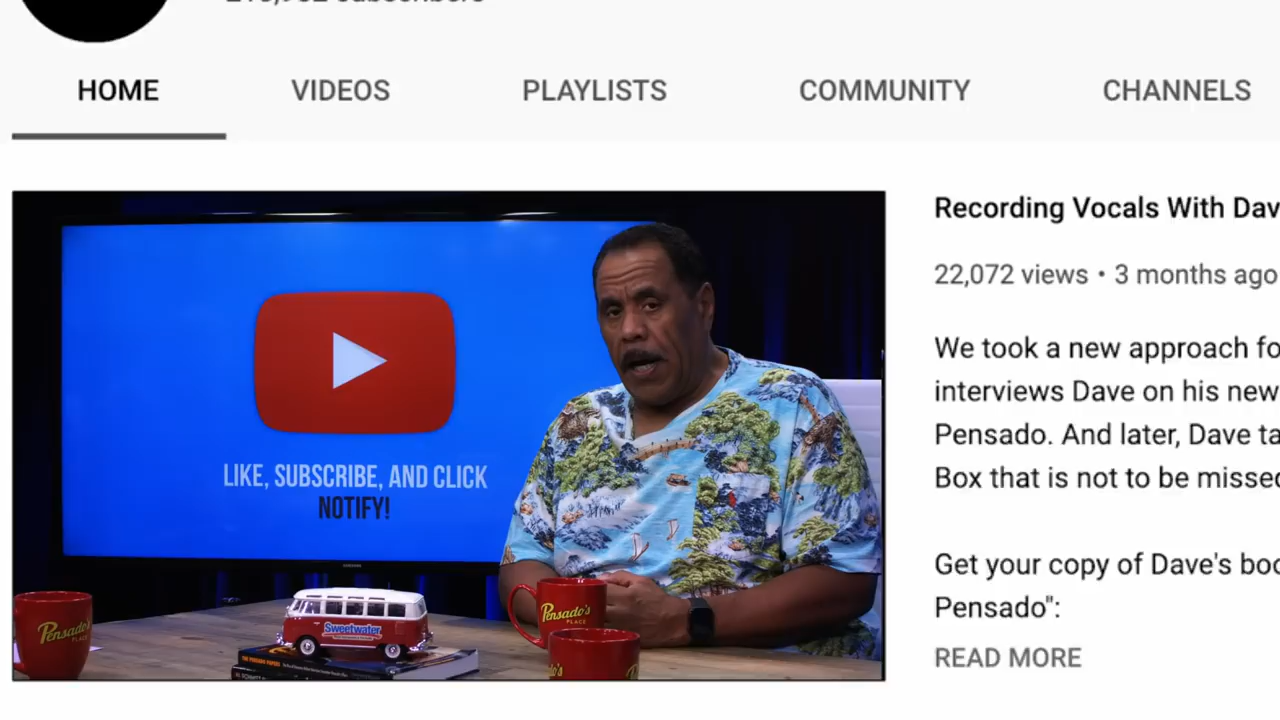 HOME VIDEOS PLAYLISTS COMMUNITY CHANNELS
LIKE, SUBSCRIBE, AND CLICK
NOTIFY!
Pensado's
PLACE
Sweetwater
Pensado's
PLACE
Recording Vocals With Dav
22,072 views • 3 months ago
We took a new approach fo
interviews Dave on his new
Pensado. And later, Dave ta
Box that is not to be missed
Get your copy of Dave's boo
Pensado":
READ MORE